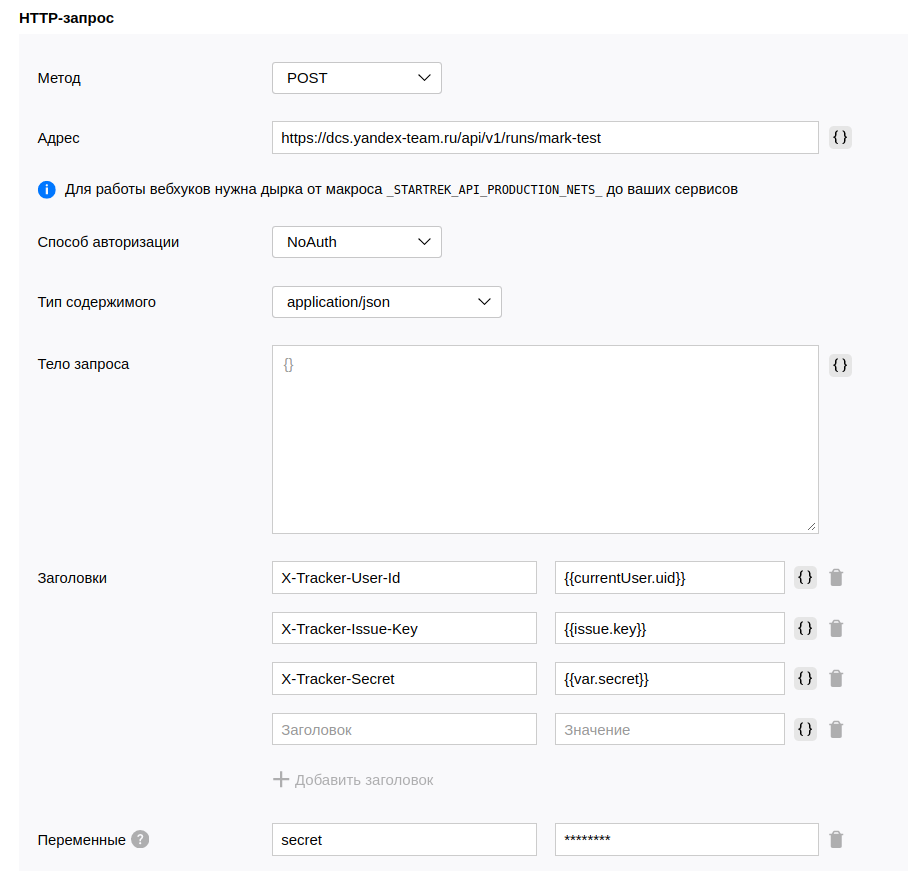 HTTP-запрос
Метод POST
Адрес https://dcs.yandex-team.ru/api/v1/runs/mark-test {}
Для работы вебхуков нужна дырка от макроса _STARTREK_API_PRODUCTION_NETS_ до ваших сервисов
Способ авторизации NoAuth
Тип содержимого application/json
Тело запроса {} {}
Заголовки X-Tracker-User-Id {{currentUser.uid}} {}
X-Tracker-Issue-Key {{issue.key}} {}
X-Tracker-Secret {{var.secret}} {}
Заголовок Значение {}
+ Добавить заголовок
Переменные ? secret ********